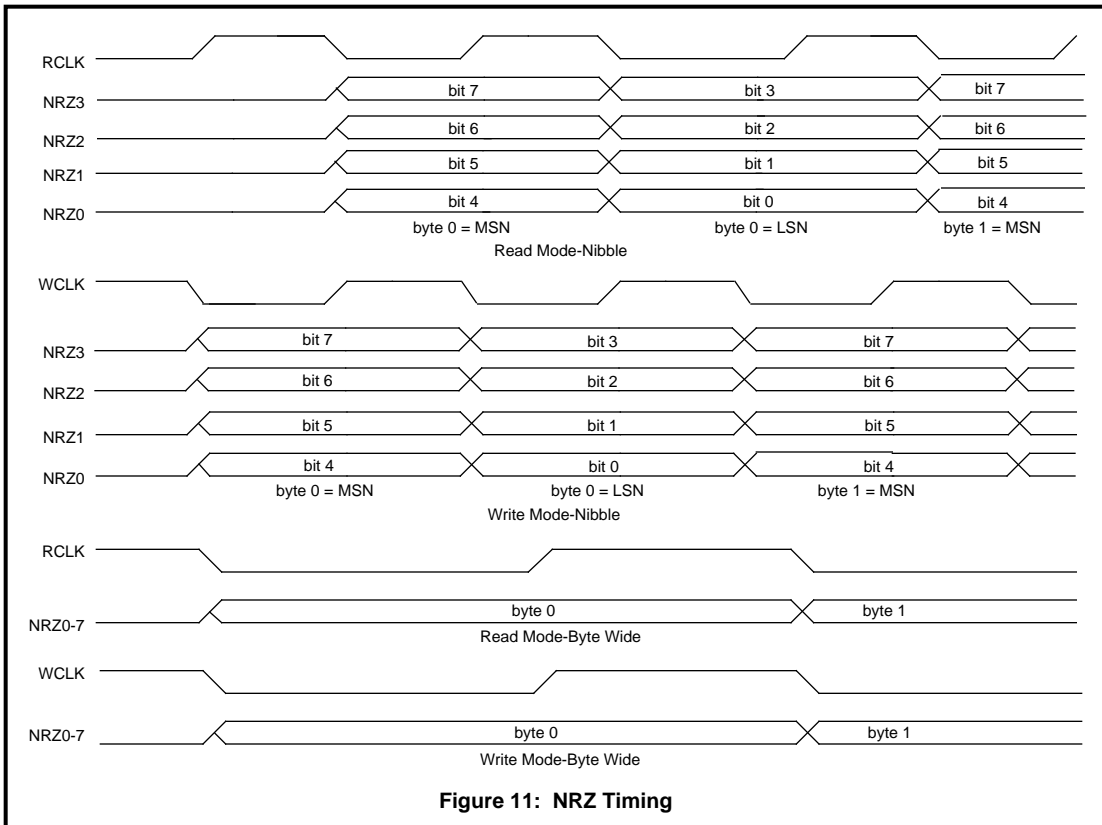 RCLK
NRZ3 bit 7 bit 3 bit 7
NRZ2 bit 6 bit 2 bit 6
NRZ1 bit 5 bit 1 bit 5
NRZ0 bit 4 bit 0 bit 4
byte 0 = MSN byte 0 = LSN byte 1 = MSN
Read Mode-Nibble
WCLK
NRZ3 bit 7 bit 3 bit 7
NRZ2 bit 6 bit 2 bit 6
NRZ1 bit 5 bit 1 bit 5
NRZ0 bit 4 bit 0 bit 4
byte 0 = MSN byte 0 = LSN byte 1 = MSN
Write Mode-Nibble
RCLK
NRZ0-7 byte 0 byte 1
Read Mode-Byte Wide
WCLK
NRZ0-7 byte 0 byte 1
Write Mode-Byte Wide
Figure 11: NRZ Timing